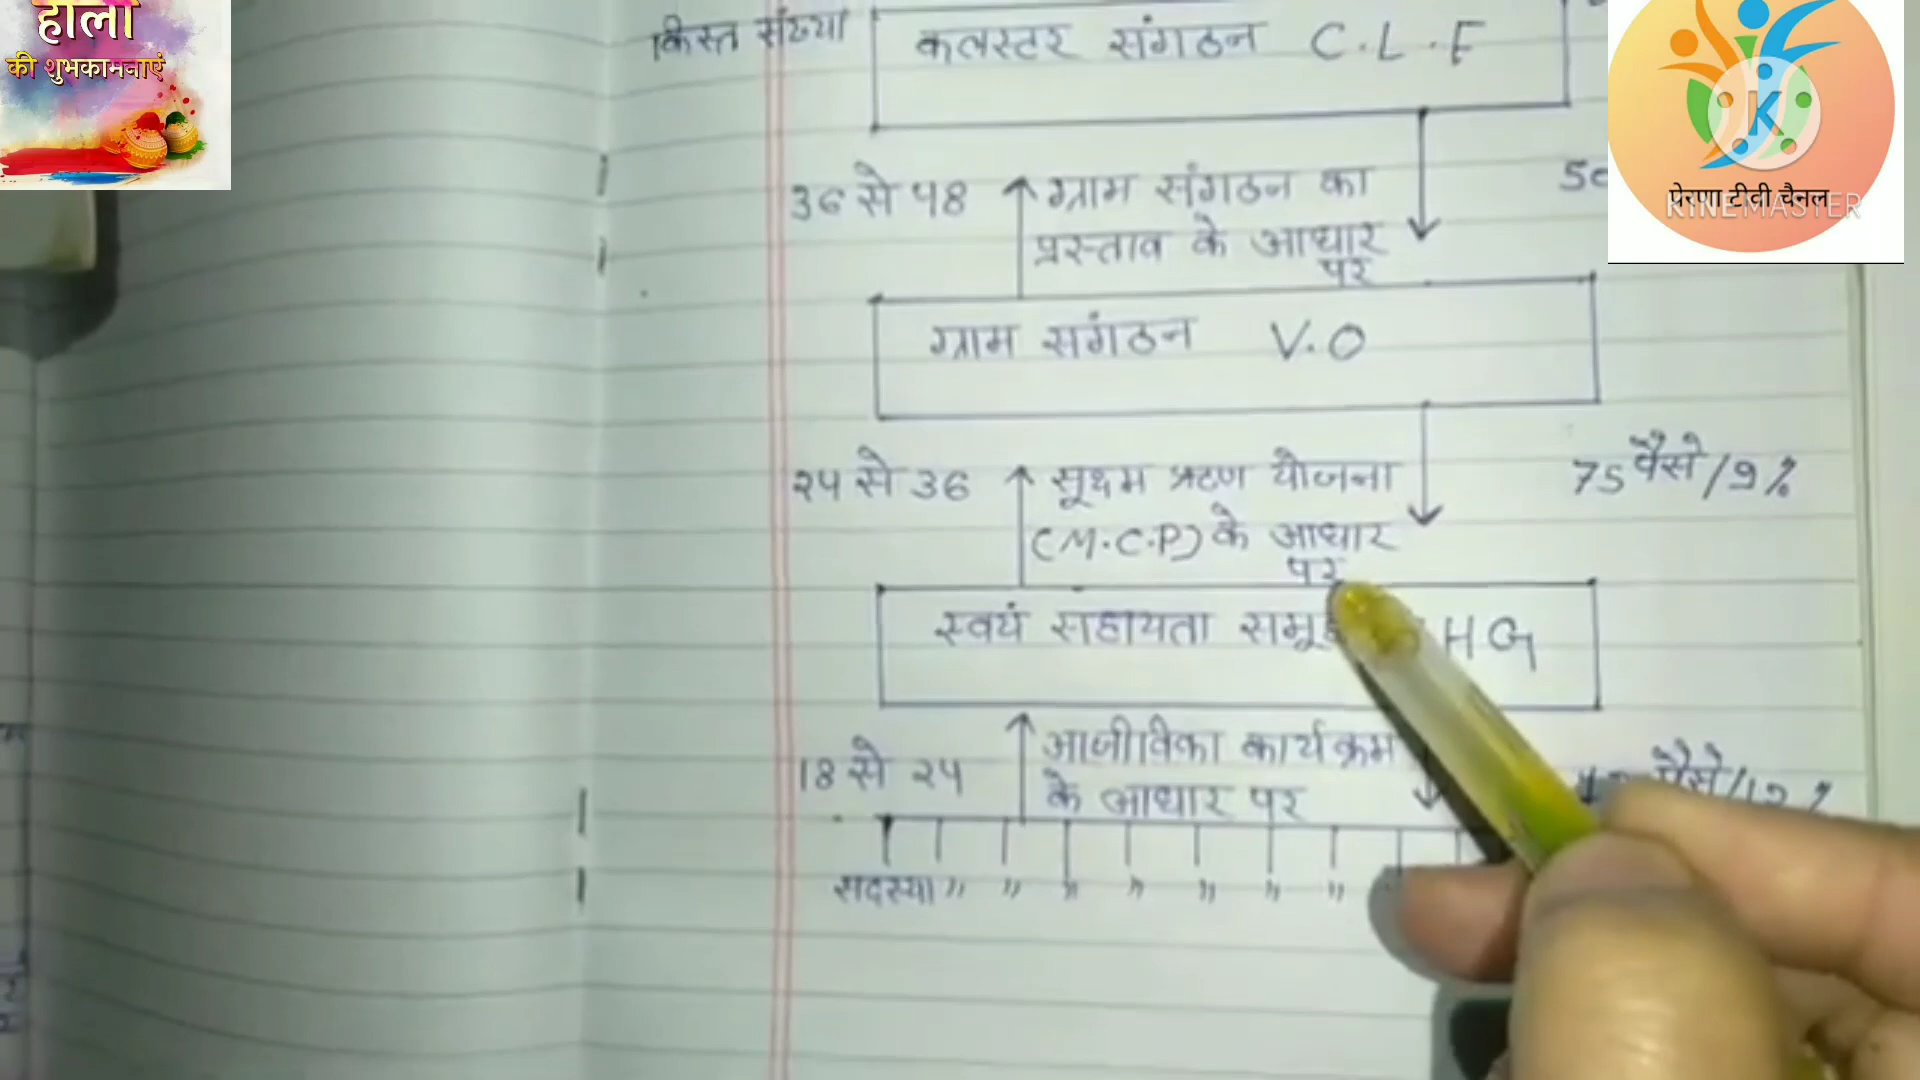 होली
की शुभकामनाएं
किस्त संख्या
कलस्टर संगठन C.L.F
36 से 48
ग्राम संगठन का
प्रस्ताव के आधार
पर
प्रेरणा टीवी चैनल
KINEMASTER
ग्राम संगठन V.O
24 से 36
सूक्ष्म ऋण योजना
(M.C.P) के आधार
पर
75 पैसे/9%
स्वयं सहायता समूह HG
18 से 24
आजीविका कार्यक्रम
के आधार पर
पैसे/12%
सदस्या " " " " " " "